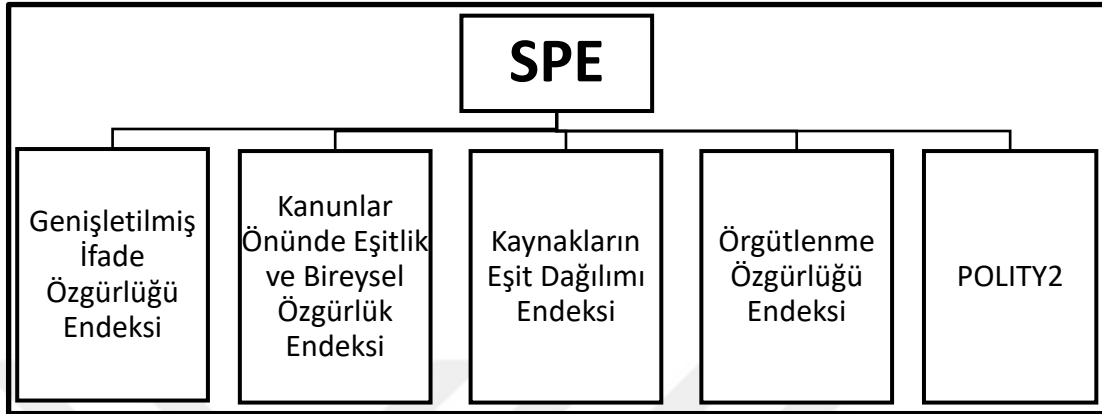 SPE
Genişletilmiş
İfade
Özgürlüğü
Endeksi
Kanunlar
Önünde Eşitlik
ve Bireysel
Özgürlük
Endeksi
Kaynakların
Eşit Dağılımı
Endeksi
Örgütlenme
Özgürlüğü
Endeksi
POLITY2